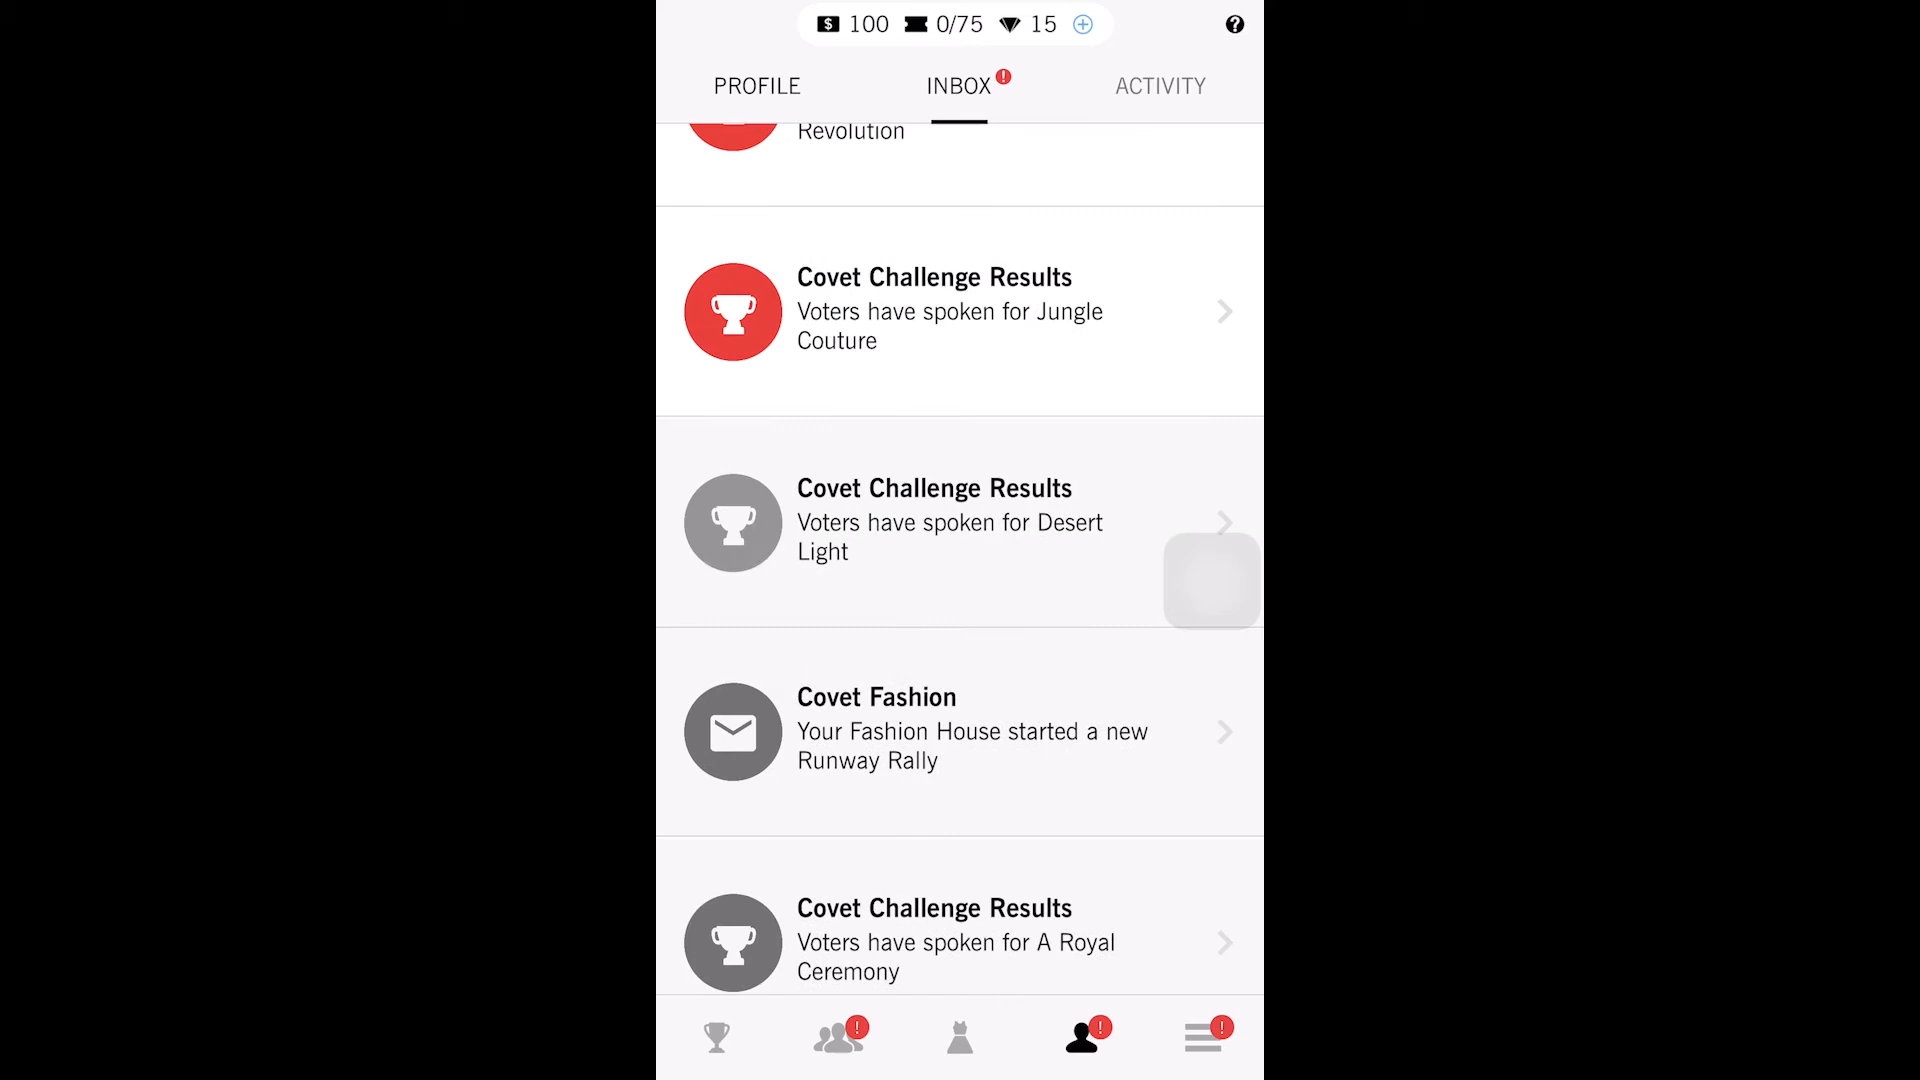 $ 100 0/75 15 ?
PROFILE INBOX ! ACTIVITY
Revolution
Covet Challenge Results
Voters have spoken for Jungle
Couture
Covet Challenge Results
Voters have spoken for Desert
Light
Covet Fashion
Your Fashion House started a new
Runway Rally
Covet Challenge Results
Voters have spoken for A Royal
Ceremony
! ! !